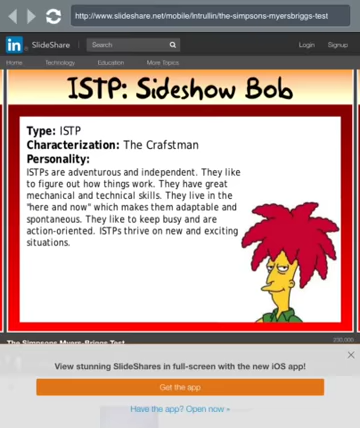 http://www.slideshare.net/mobile/Intrullin/the-simpsons-myersbriggs-test
in SlideShare Search Login Signup
Home Technology Education More Topics
ISTP: Sideshow Bob
Type: ISTP
Characterization: The Crafstman
Personality:
ISTPs are adventurous and independent. They like
to figure out how things work. They have great
mechanical and technical skills. They live in the
"here and now" which makes them adaptable and
spontaneous. They like to keep busy and are
action-oriented. ISTPs thrive on new and exciting
situations.
The Simpsons Myers-Briggs Test
View stunning SlideShares in full-screen with the new iOS app!
Get the app
Have the app? Open now »